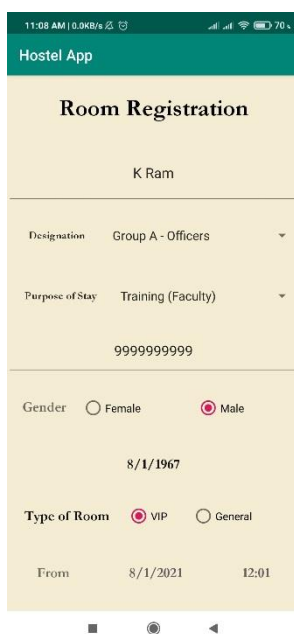 11:08 AM | 0.0KB/s 70
Hostel App
Room Registration
K Ram
Designation Group A - Officers
Purpose of Stay Training (Faculty)
9999999999
Gender Female Male
8/1/1967
Type of Room VIP General
From 8/1/2021 12:01